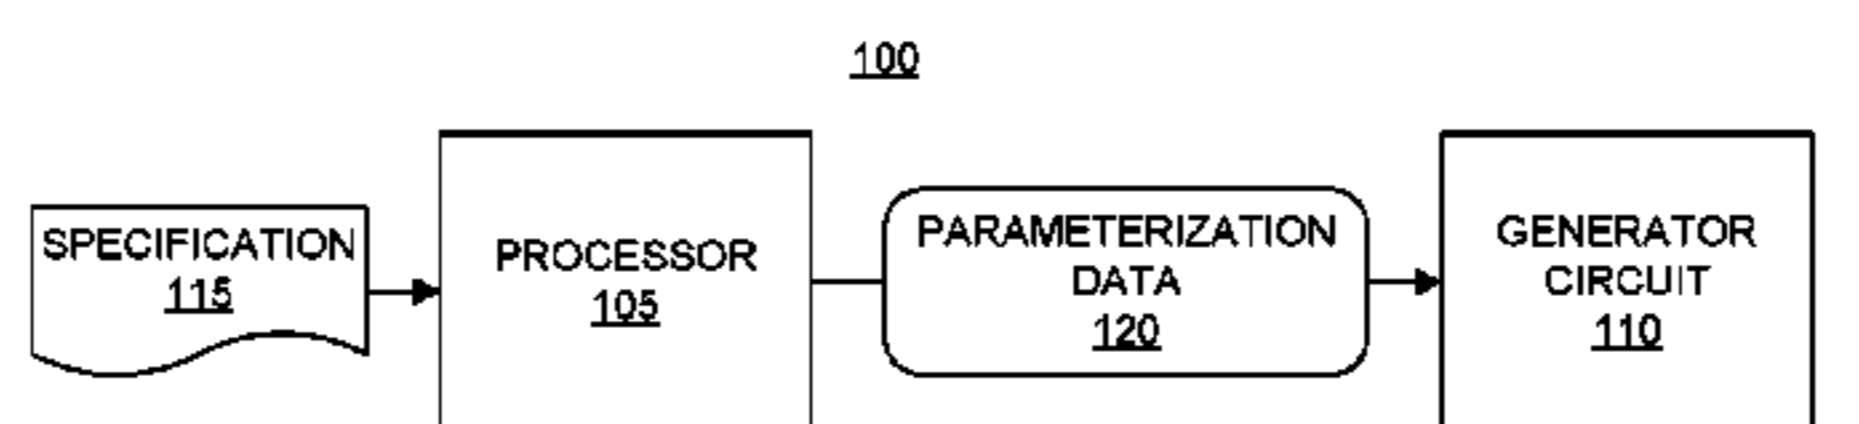 100
SPECIFICATION
115
PROCESSOR
105
PARAMETERIZATION
DATA
120
GENERATOR
CIRCUIT
110